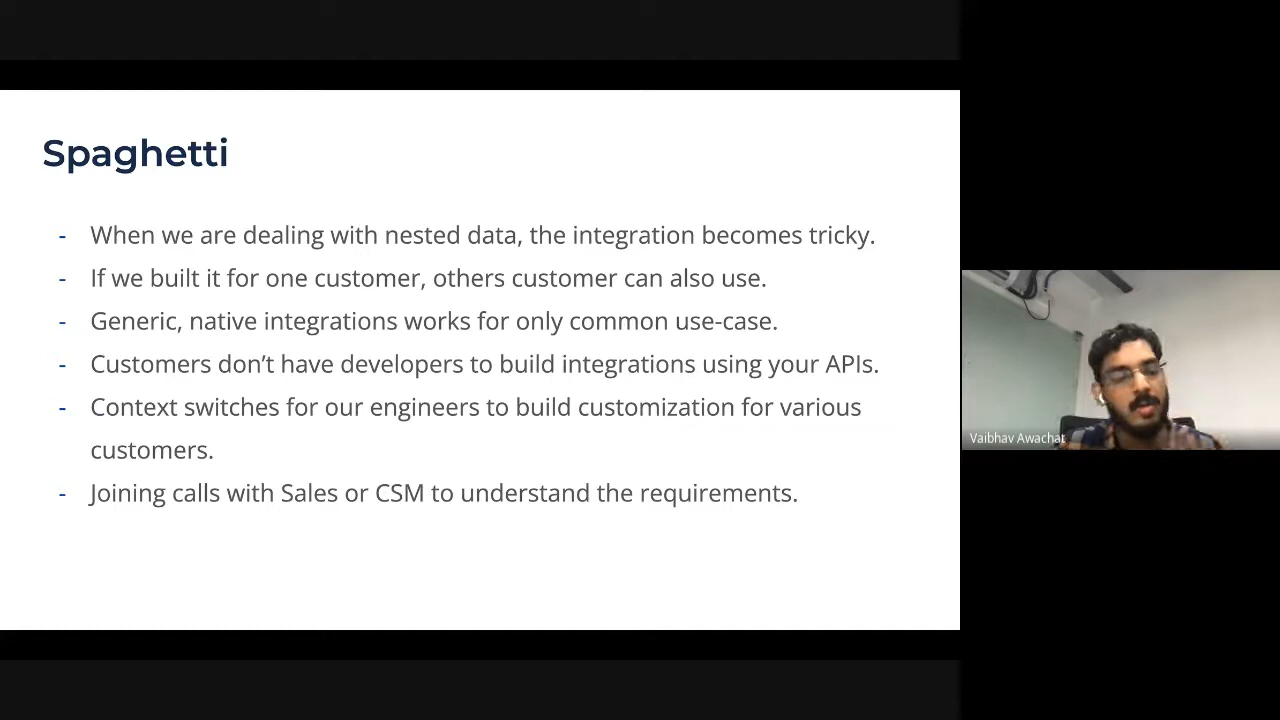 Spaghetti
- When we are dealing with nested data, the integration becomes tricky.
- If we built it for one customer, others customer can also use.
- Generic, native integrations works for only common use-case.
- Customers don’t have developers to build integrations using your APIs.
- Context switches for our engineers to build customization for various
customers.
- Joining calls with Sales or CSM to understand the requirements.
Vaibhav Awachat